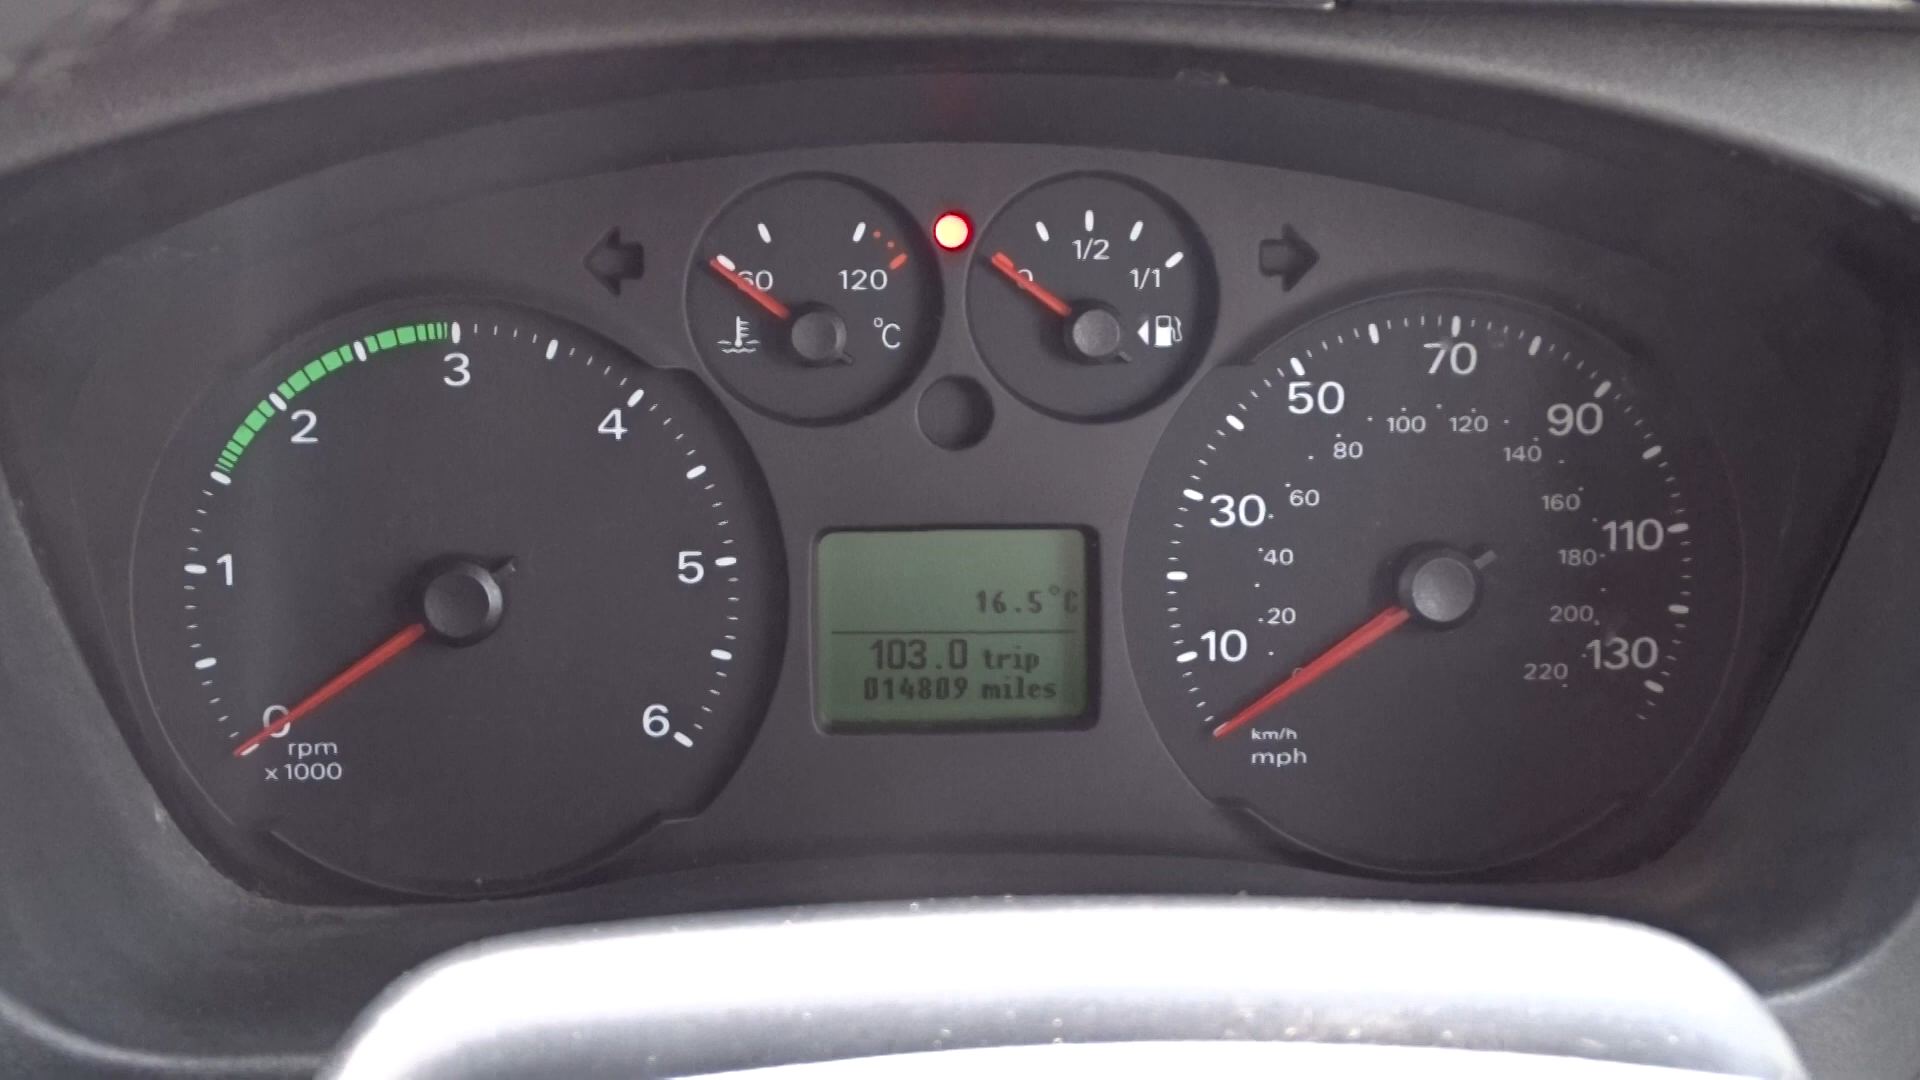 60 120
°C
0 1/2 1/1
0 1 2 3 4 5 6
rpm
x 1000
16.5°C
103.0 trip
014809 miles
10 30 50 70 90 110 130
20 40 60 80 100 120 140 160 180 200 220
km/h
mph